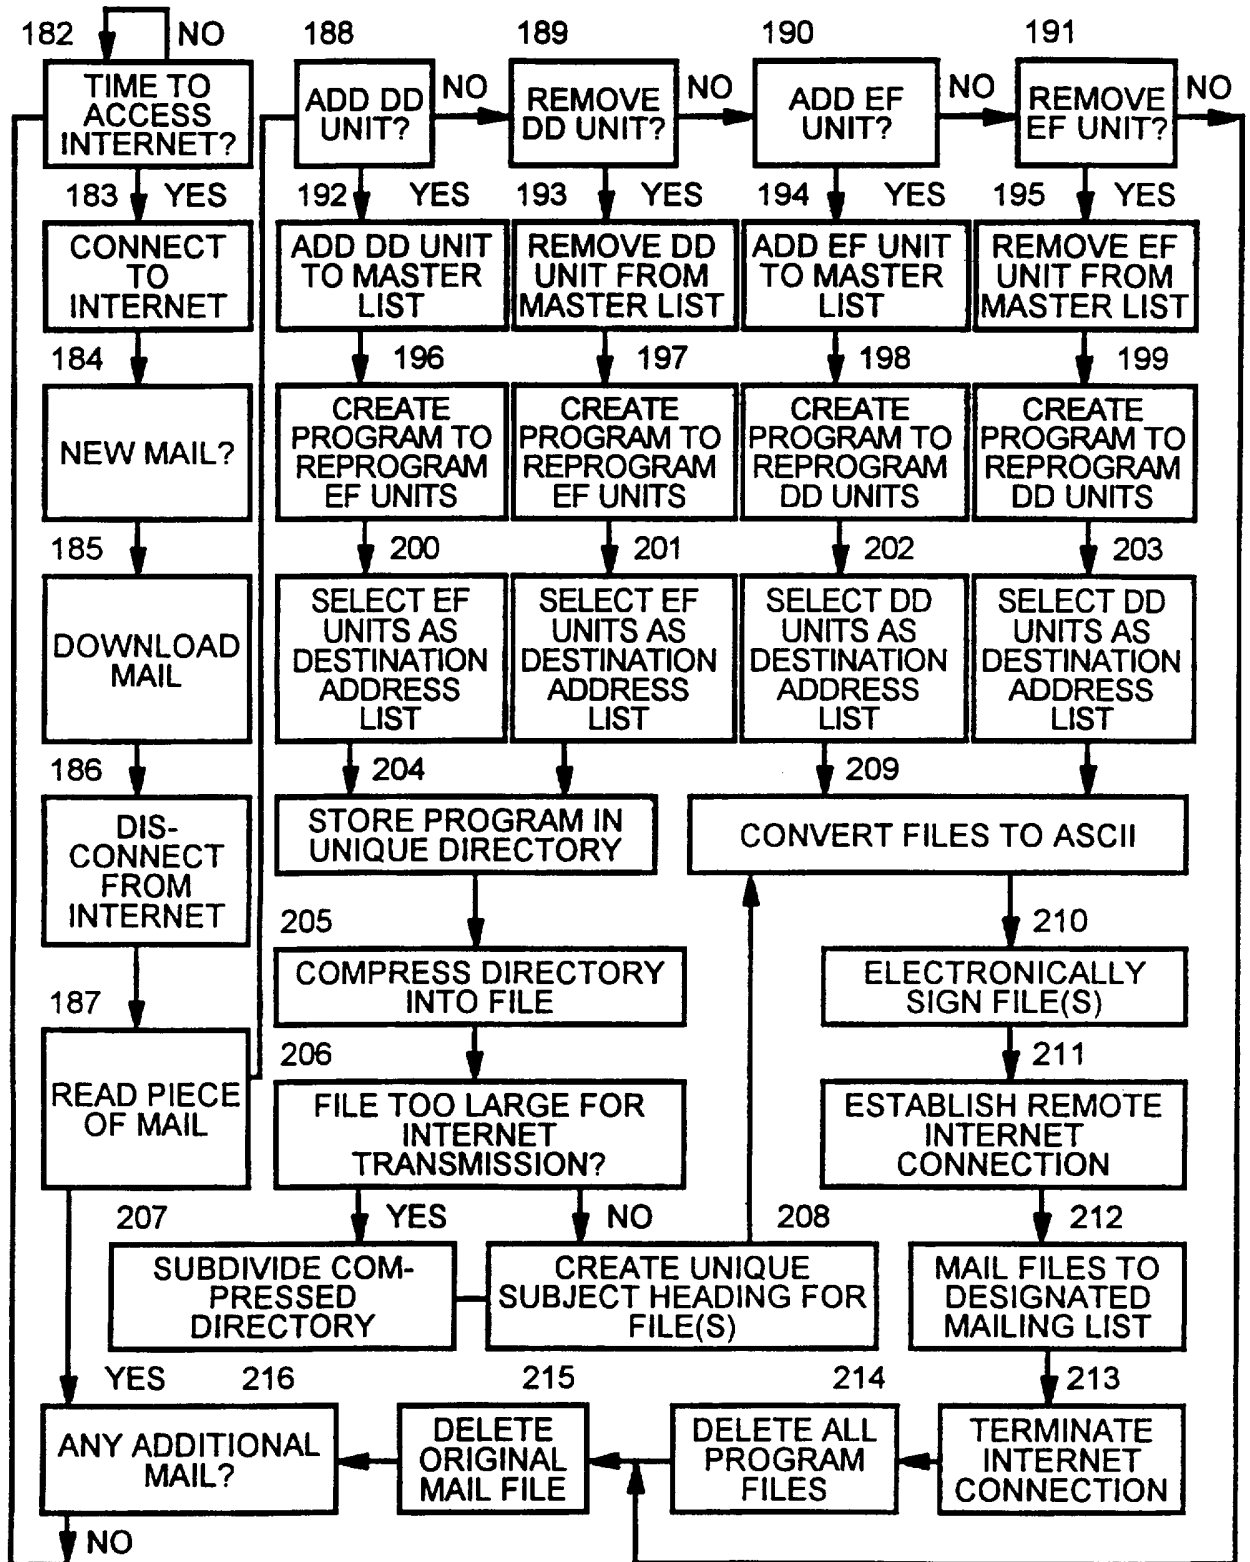 182
NO
188
189
190
191
TIME TO
ACCESS
INTERNET?
ADD DD
UNIT?
NO
REMOVE
DD UNIT?
NO
ADD EF
UNIT?
NO
REMOVE
EF UNIT?
NO
183
YES
192
YES
193
YES
194
YES
195
YES
CONNECT
TO
INTERNET
ADD DD UNIT
TO MASTER
LIST
REMOVE DD
UNIT FROM
MASTER LIST
ADD EF UNIT
TO MASTER
LIST
REMOVE EF
UNIT FROM
MASTER LIST
184
196
197
198
199
NEW MAIL?
CREATE
PROGRAM TO
REPROGRAM
EF UNITS
CREATE
PROGRAM TO
REPROGRAM
EF UNITS
CREATE
PROGRAM TO
REPROGRAM
DD UNITS
CREATE
PROGRAM TO
REPROGRAM
DD UNITS
185
200
201
202
203
DOWNLOAD
MAIL
SELECT EF
UNITS AS
DESTINATION
ADDRESS
LIST
SELECT EF
UNITS AS
DESTINATION
ADDRESS
LIST
SELECT DD
UNITS AS
DESTINATION
ADDRESS
LIST
SELECT DD
UNITS AS
DESTINATION
ADDRESS
LIST
186
204
209
DIS-
CONNECT
FROM
INTERNET
STORE PROGRAM IN
UNIQUE DIRECTORY
CONVERT FILES TO ASCII
205
210
COMPRESS DIRECTORY
INTO FILE
ELECTRONICALLY
SIGN FILE(S)
187
206
211
READ PIECE
OF MAIL
FILE TOO LARGE FOR
INTERNET
TRANSMISSION?
ESTABLISH REMOTE
INTERNET
CONNECTION
207
YES
NO
208
212
SUBDIVIDE COM-
PRESSED
DIRECTORY
CREATE UNIQUE
SUBJECT HEADING FOR
FILE(S)
MAIL FILES TO
DESIGNATED
MAILING LIST
YES
216
215
214
213
ANY ADDITIONAL
MAIL?
DELETE
ORIGINAL
MAIL FILE
DELETE ALL
PROGRAM
FILES
TERMINATE
INTERNET
CONNECTION
NO